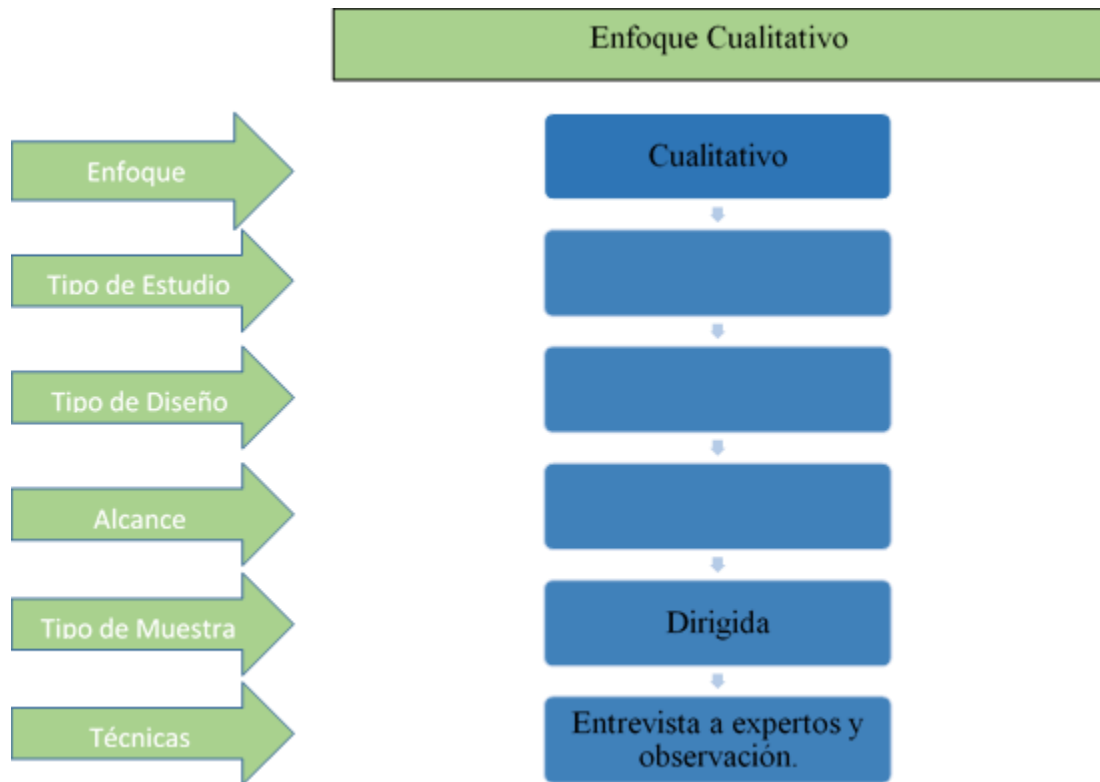 Enfoque Cualitativo
Enfoque
Cualitativo
Tipo de Estudio
Tipo de Diseño
Alcance
Tipo de Muestra
Dirigida
Técnicas
Entrevista a expertos y
observación.